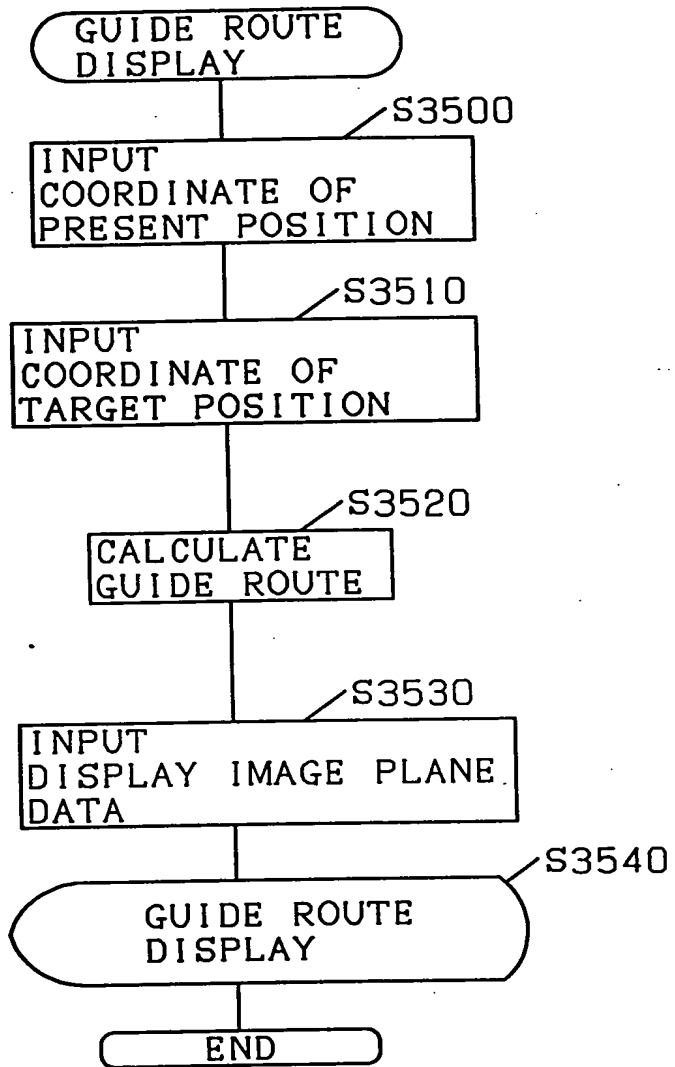 GUIDE ROUTE
DISPLAY
S3500
INPUT
COORDINATE OF
PRESENT POSITION
S3510
INPUT
COORDINATE OF
TARGET POSITION
S3520
CALCULATE
GUIDE ROUTE
S3530
INPUT
DISPLAY IMAGE PLANE
DATA
S3540
GUIDE ROUTE
DISPLAY
END